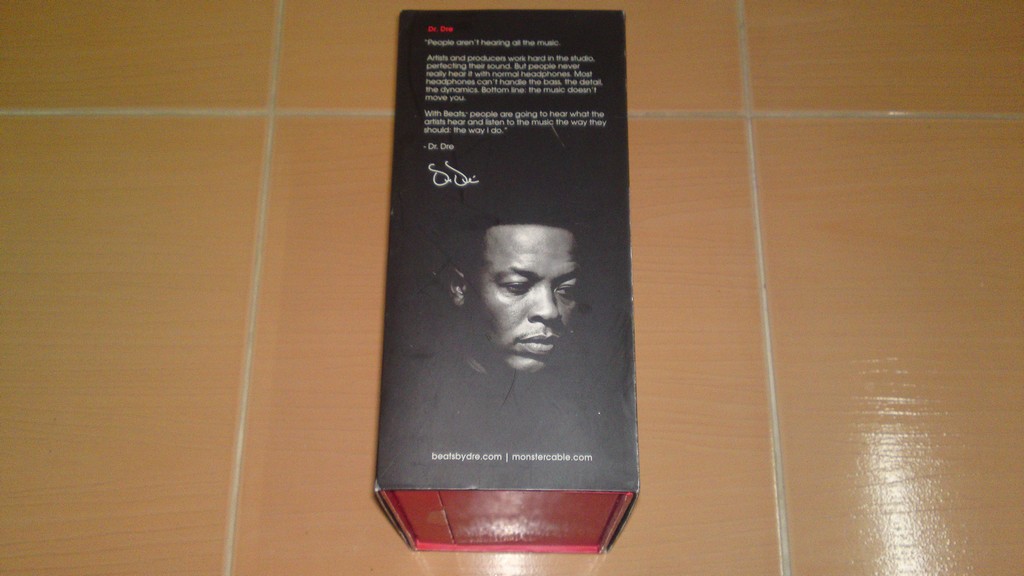 Dr. Dre
"People aren't hearing all the music.
Artists and producers work hard in the studio,
perfecting their sound. But people never
really hear it with normal headphones. Most
headphones can't handle the bass, the detail,
the dynamics. Bottom line: the music doesn't
move you.
With Beats, people are going to hear what the
artists hear and listen to the music the way they
should: the way I do."
- Dr. Dre
Dr. Dre
beatsbydre.com | monstercable.com